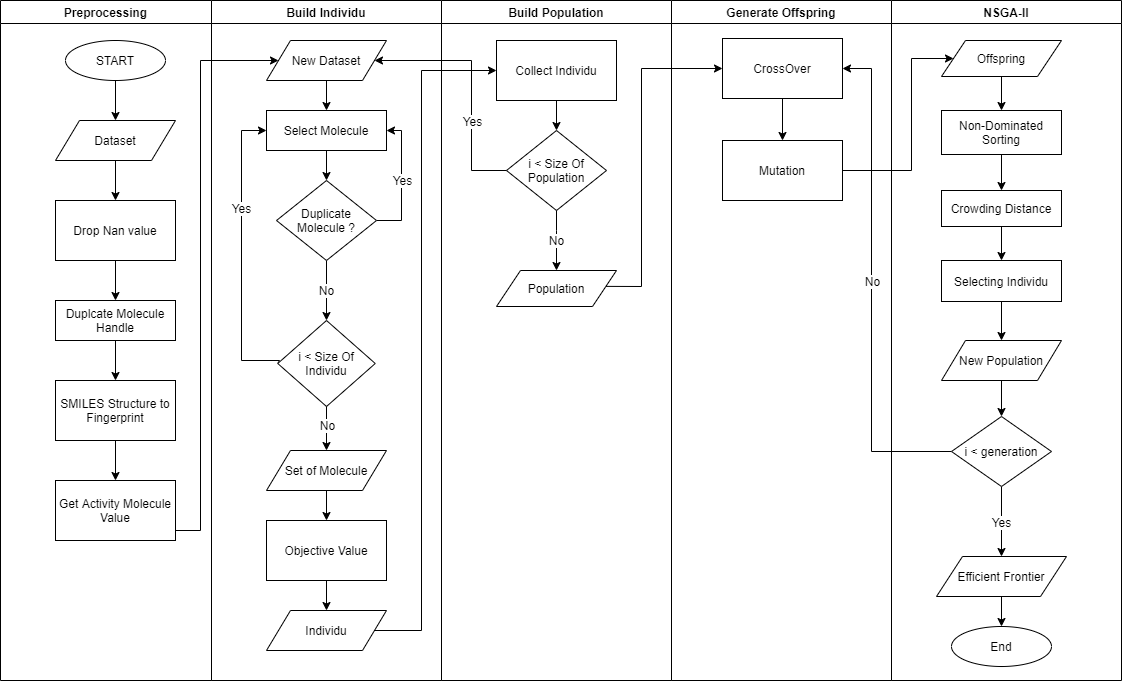 Preprocessing
START
Dataset
Drop Nan value
Duplcate Molecule
Handle
SMILES Structure to
Fingerprint
Get Activity Molecule
Value
Build Individu
New Dataset
Select Molecule
Yes
Duplicate
Molecule ?
Yes
No
i < Size Of
Individu
No
Set of Molecule
Objective Value
Individu
Build Population
Collect Individu
Yes
i < Size Of
Population
No
Population
Generate Offspring
CrossOver
Mutation
No
NSGA-II
Offspring
Non-Dominated
Sorting
Crowding Distance
Selecting Individu
New Population
i < generation
Yes
Efficient Frontier
End